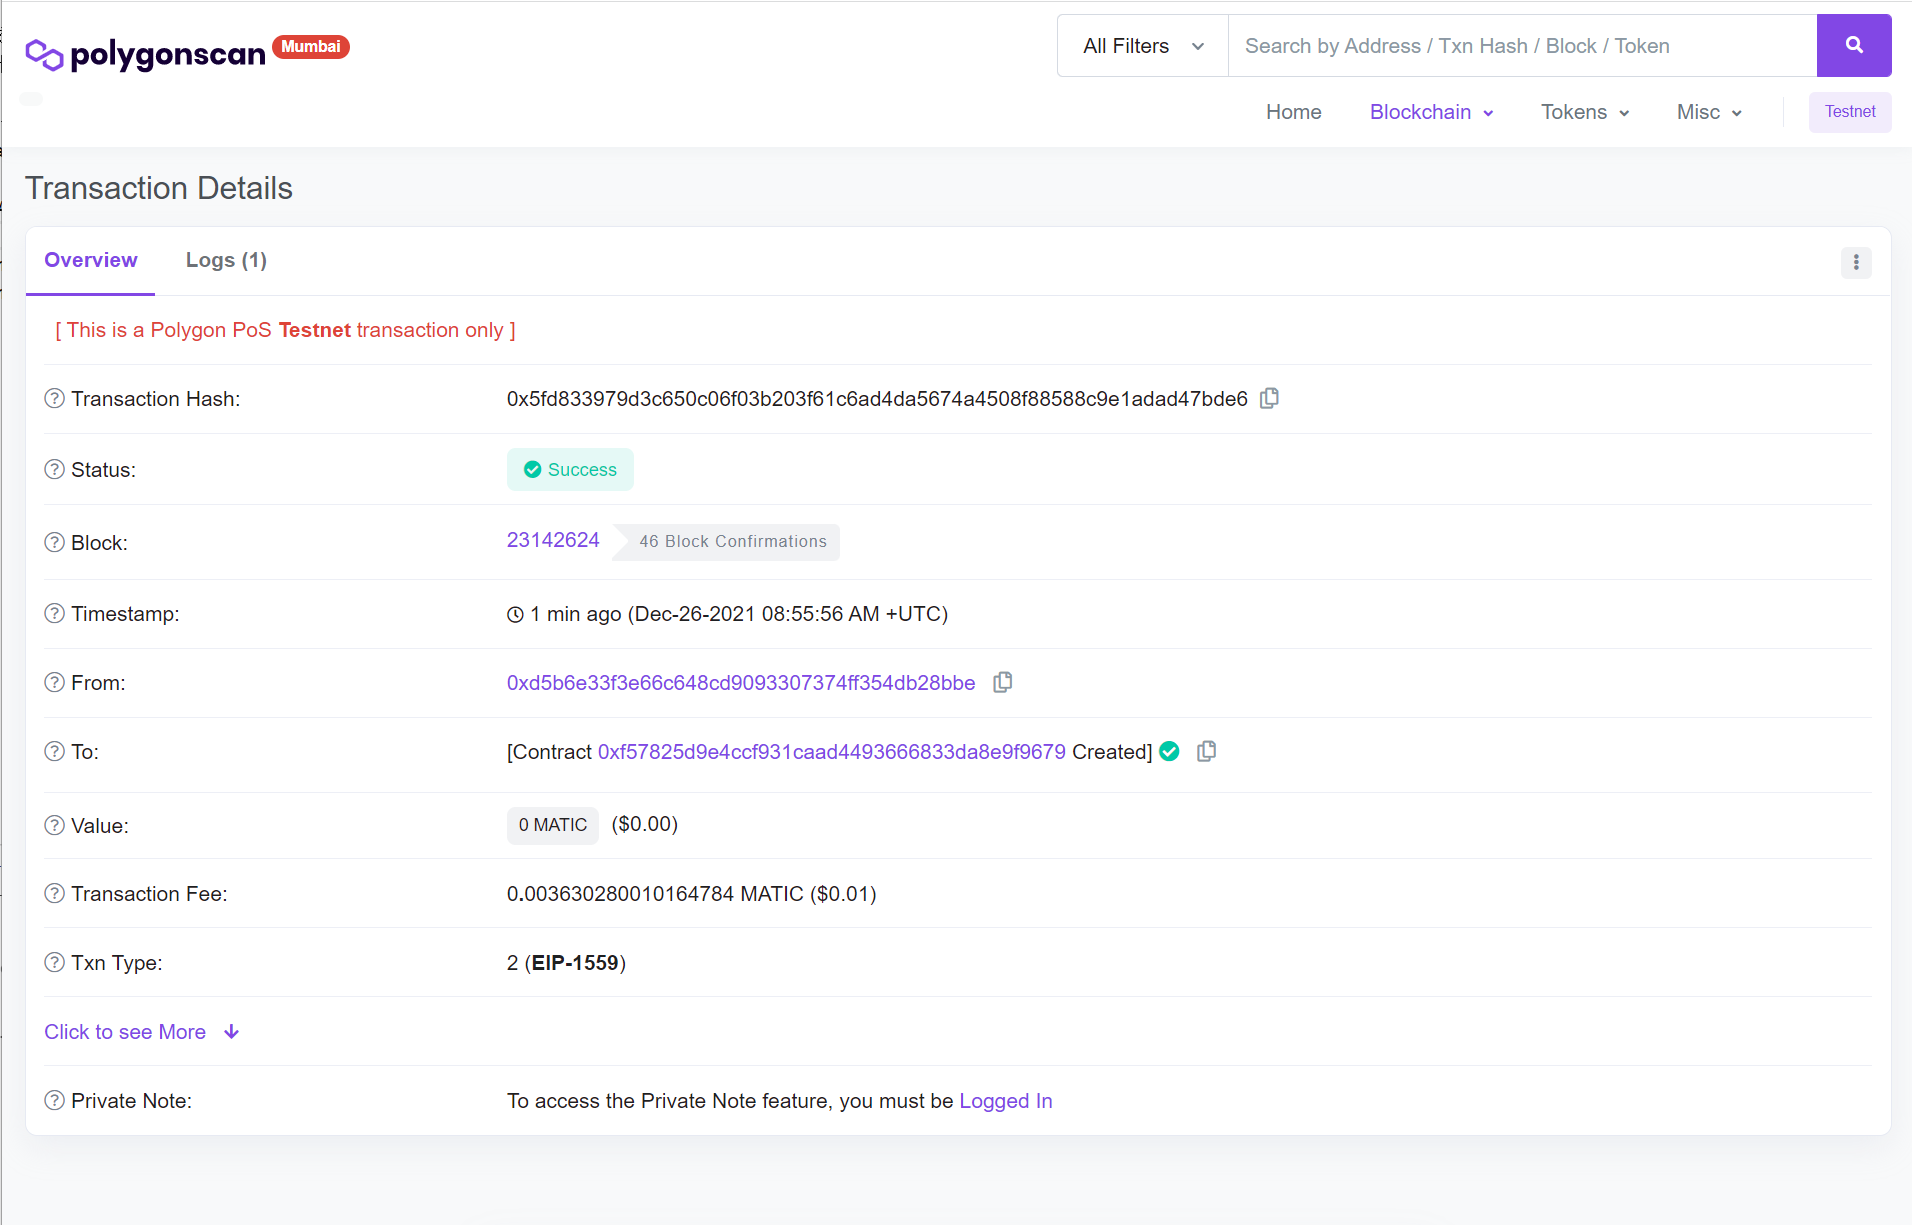 polygonscan Mumbai
All Filters Search by Address / Txn Hash / Block / Token
Home Blockchain Tokens Misc Testnet
Transaction Details
Overview Logs (1)
[ This is a Polygon PoS Testnet transaction only ]
Transaction Hash: 0x5fd833979d3c650c06f03b203f61c6ad4da5674a4508f88588c9e1adad47bde6
Status: Success
Block: 23142624 46 Block Confirmations
Timestamp: 1 min ago (Dec-26-2021 08:55:56 AM +UTC)
From: 0xd5b6e33f3e66c648cd9093307374ff354db28bbe
To: [Contract 0xf57825d9e4ccf931caad4493666833da8e9f9679 Created]
Value: 0 MATIC ($0.00)
Transaction Fee: 0.003630280010164784 MATIC ($0.01)
Txn Type: 2 (EIP-1559)
Click to see More
Private Note: To access the Private Note feature, you must be Logged In